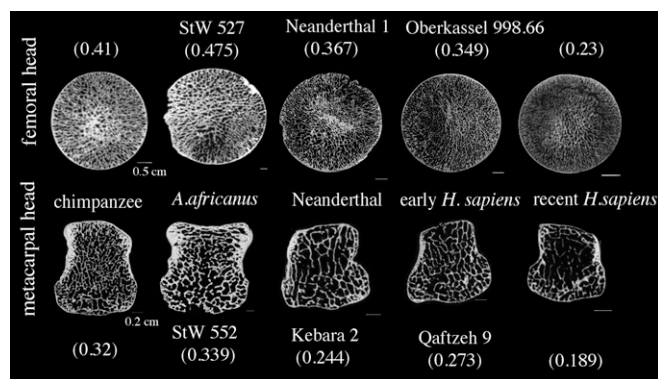 StW 527 Neanderthal 1 Oberkassel 998.66
(0.41) (0.475) (0.367) (0.349) (0.23)
femoral head
0.5 cm
chimpanzee A.africanus Neanderthal early H. sapiens recent H.sapiens
metacarpal head
0.2 cm
StW 552 Kebara 2 Qaftzeh 9
(0.32) (0.339) (0.244) (0.273) (0.189)